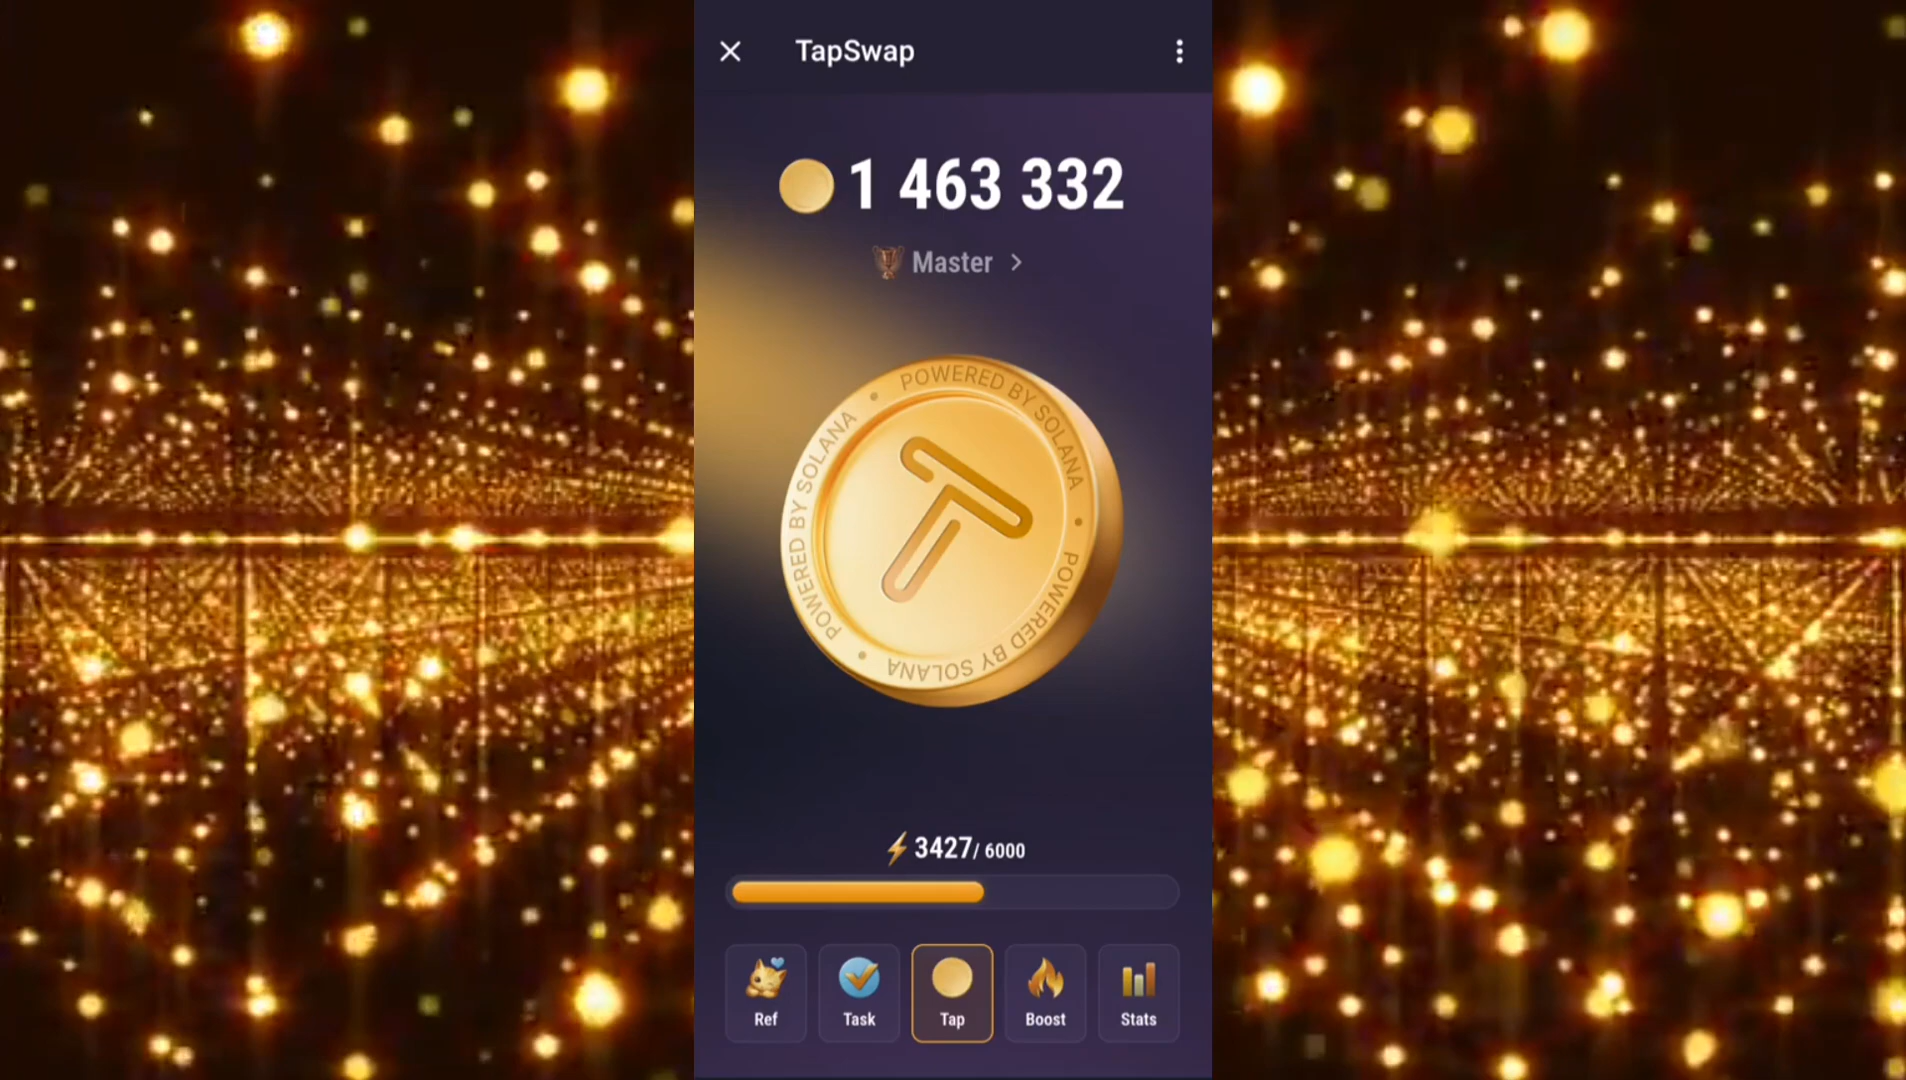 TapSwap
1 463 332
Master
POWERED BY SOLANA
POWERED BY SOLANA
POWERED BY SOLANA
3427/ 6000
Ref
Task
Tap
Boost
Stats